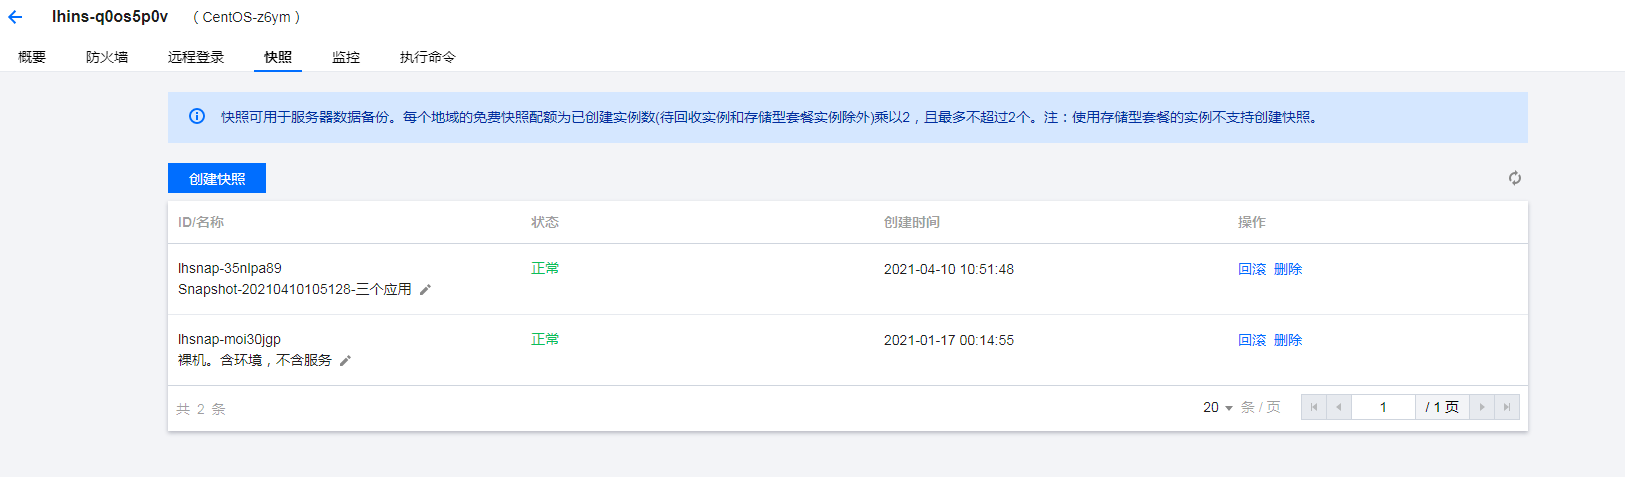 lhins-q0os5p0v （CentOS-z6ym）
概要 防火墙 远程登录 快照 监控 执行命令
快照可用于服务器数据备份。每个地域的免费快照配额为已创建实例数(待回收实例和存储型套餐实例除外)乘以2，且最多不超过2个。注：使用存储型套餐的实例不支持创建快照。
创建快照
ID/名称 状态 创建时间 操作
lhsnap-35nlpa89 正常 2021-04-10 10:51:48 回滚 删除
Snapshot-20210410105128-三个应用
lhsnap-moi30jgp 正常 2021-01-17 00:14:55 回滚 删除
裸机。含环境，不含服务
共 2 条 20 条 / 页 1 / 1 页